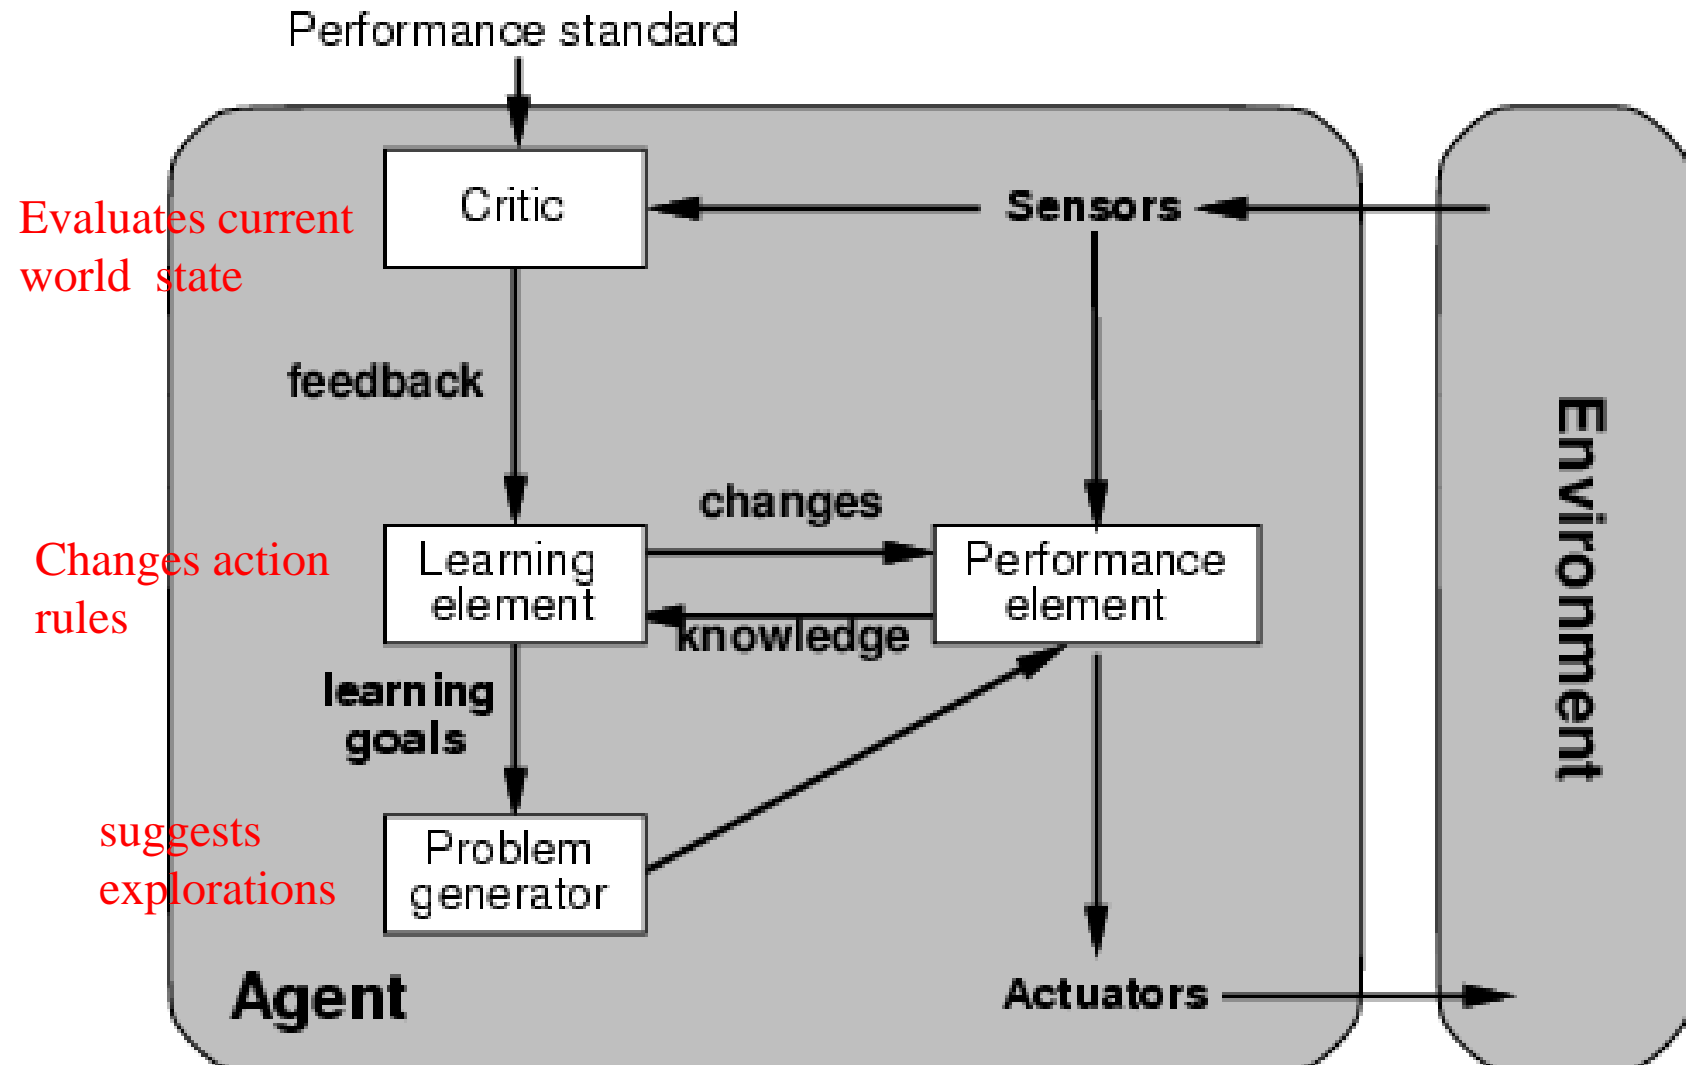 Performance standard
Critic
Sensors
Evaluates current
world state
feedback
changes
Learning
element
Performance
element
Changes action
rules
knowledge
learning
goals
suggests
explorations
Problem
generator
Agent
Actuators
Environment